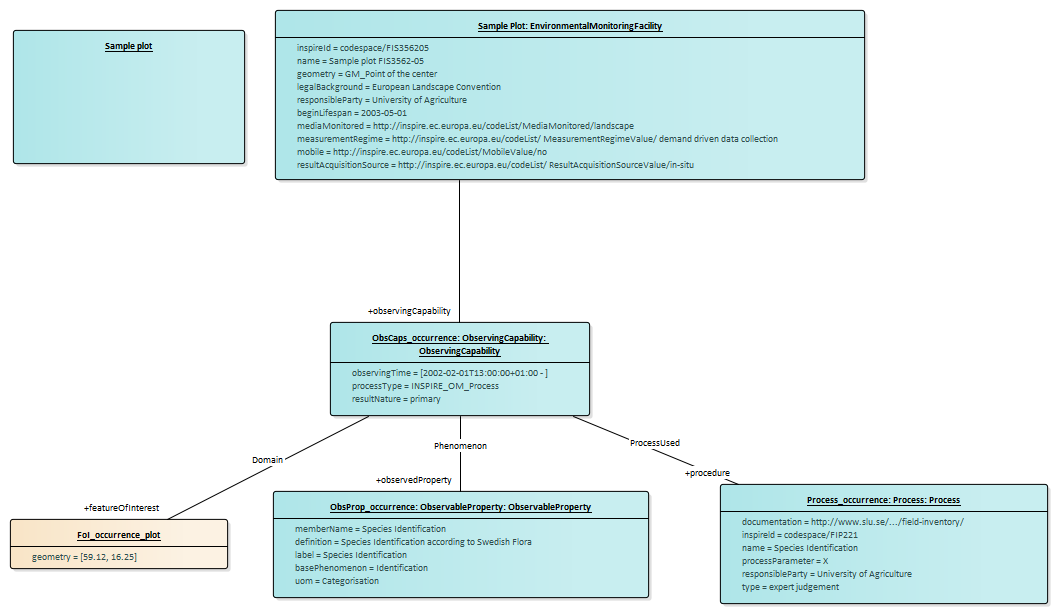 Sample plot
Sample Plot: EnvironmentalMonitoringFacility
inspireId = codespace/FIS356205
name = Sample plot FIS3562-05
geometry = GM_Point of the center
legalBackground = European Landscape Convention
responsibleParty = University of Agriculture
beginLifespan = 2003-05-01
mediaMonitored = http://inspire.ec.europa.eu/codeList/MediaMonitored/landscape
measurementRegime = http://inspire.ec.europa.eu/codeList/ MeasurementRegimeValue/ demand driven data collection
mobile = http://inspire.ec.europa.eu/codeList/MobileValue/no
resultAcquisitionSource = http://inspire.ec.europa.eu/codeList/ ResultAcquisitionSourceValue/in-situ
+observingCapability
ObsCaps_occurrence: ObservingCapability:
ObservingCapability
observingTime = [2002-02-01T13:00:00+01:00 - ]
processType = INSPIRE_OM_Process
resultNature = primary
Domain
Phenomenon
ProcessUsed
+featureOfInterest
+observedProperty
+procedure
FoI_occurrence_plot
geometry = [59.12, 16.25]
ObsProp_occurrence: ObservableProperty: ObservableProperty
memberName = Species Identification
definition = Species Identification according to Swedish Flora
label = Species Identification
basePhenomenon = Identification
uom = Categorisation
Process_occurrence: Process: Process
documentation = http://www.slu.se/.../field-inventory/
inspireId = codespace/FIP221
name = Species Identification
processParameter = X
responsibleParty = University of Agriculture
type = expert judgement